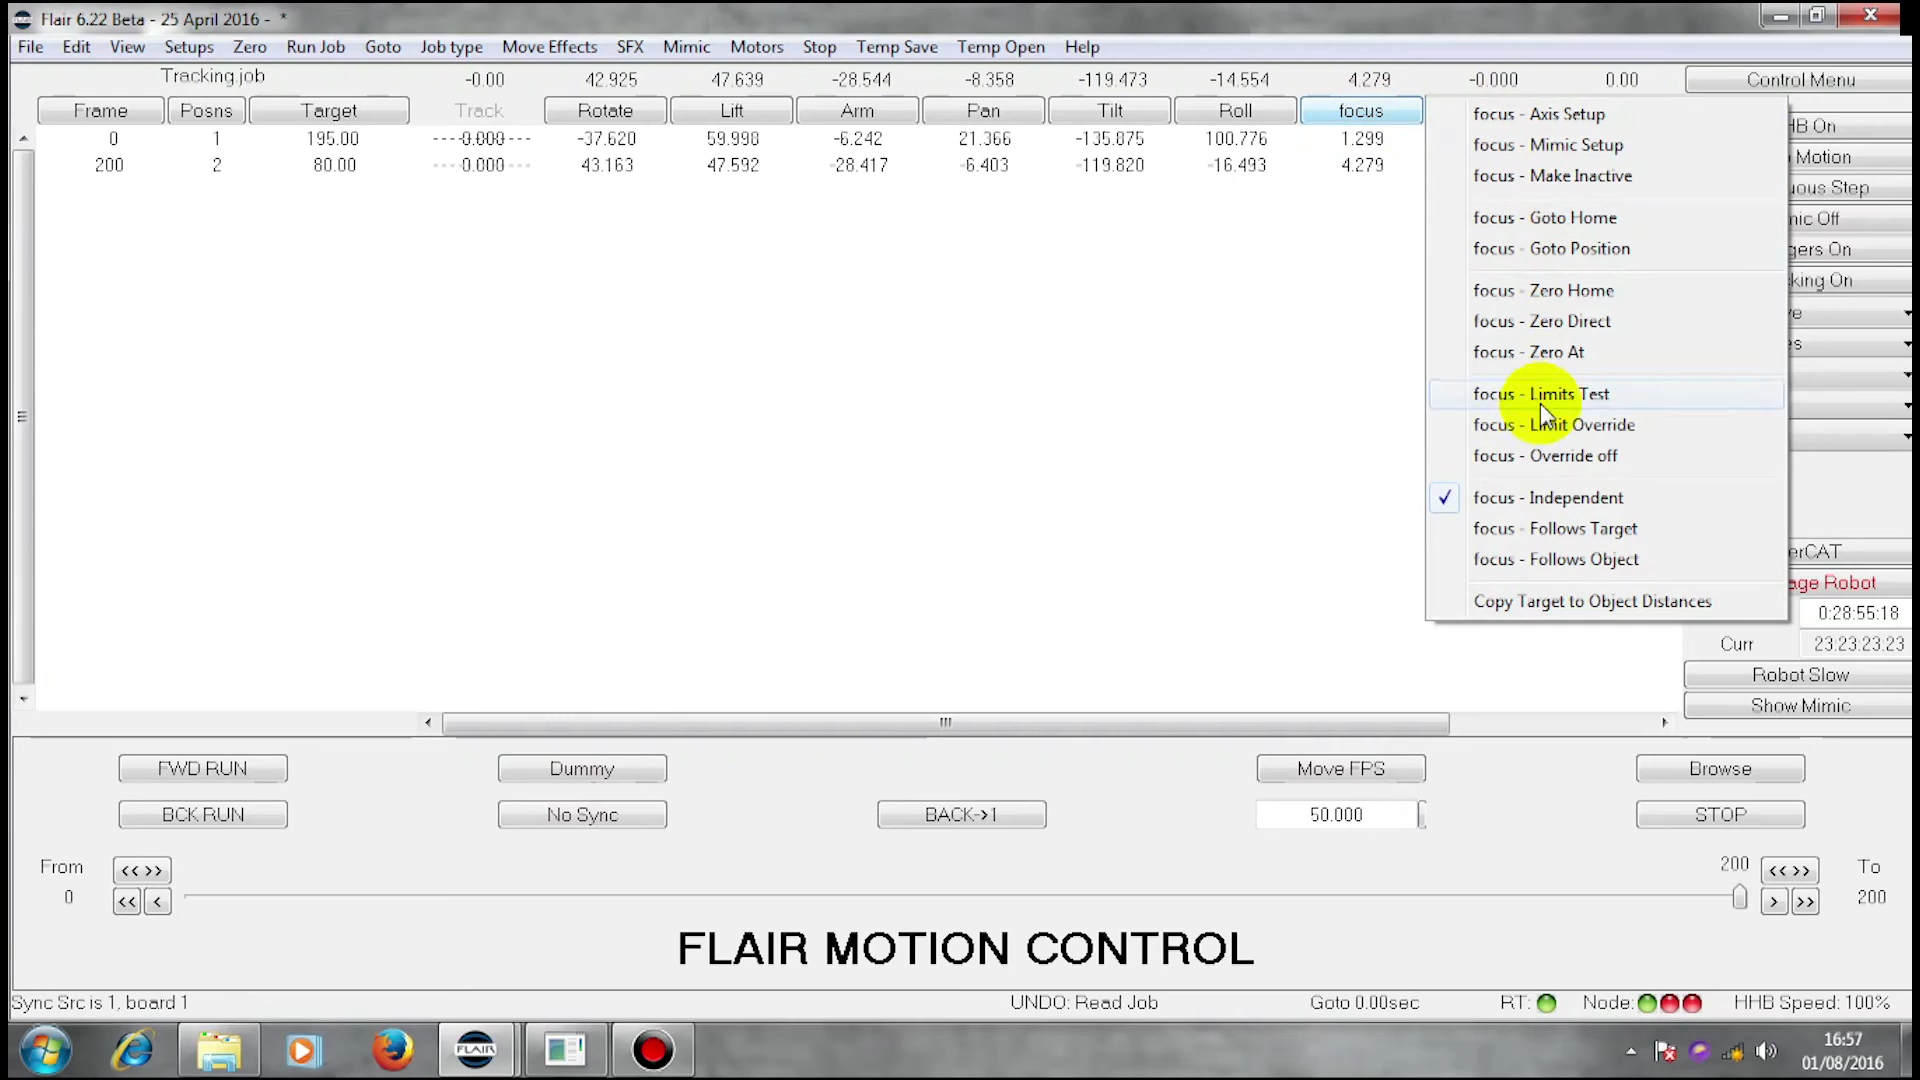 Flair 6.22 Beta - 25 April 2016 - *
File Edit View Setups Zero Run Job Goto Job type Move Effects SFX Mimic Motors Stop Temp Save Temp Open Help
Tracking job -0.00 42.925 47.639 -28.544 -8.358 -119.473 -14.554 4.279 -0.000 0.00 Control Menu
Frame Posns Target Track Rotate Lift Arm Pan Tilt Roll focus
0 1 195.00 0.000 -37.620 59.998 -6.242 21.366 -135.875 100.776 1.299
200 2 80.00 0.000 43.163 47.592 -28.417 -6.403 -119.820 -16.493 4.279
focus - Axis Setup
focus - Mimic Setup
focus - Make Inactive
focus - Goto Home
focus - Goto Position
focus - Zero Home
focus - Zero Direct
focus - Zero At
focus - Limits Test
focus - Limit Override
focus - Override off
focus - Independent
focus - Follows Target
focus - Follows Object
Copy Target to Object Distances
HB On
Motion
uous Step
nic Off
gers On
king On
e
s
erCAT
age Robot
0:28:55:18
Curr 23:23:23:23
Robot Slow
Show Mimic
FWD RUN Dummy Move FPS Browse
BCK RUN No Sync BACK->1 50.000 STOP
From << >> 200 << >> To
0 << < > >> 200
FLAIR MOTION CONTROL
Sync Src is 1, board 1 UNDO: Read Job Goto 0.00sec RT: Node: HHB Speed: 100%
FLAIR
16:57
01/08/2016